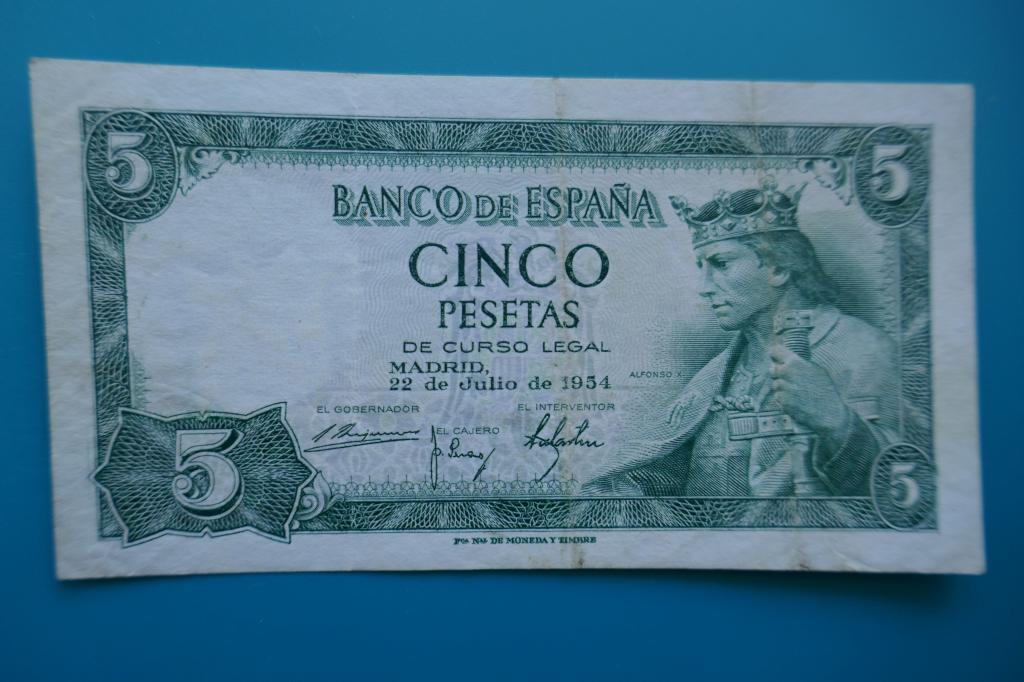 5
5
BANCO DE ESPAÑA
CINCO
PESETAS
DE CURSO LEGAL
MADRID,
22 de Julio de 1954
ALFONSO X
EL GOBERNADOR
EL INTERVENTOR
EL CAJERO
5
5
Fca Nal DE MONEDA Y TIMBRE